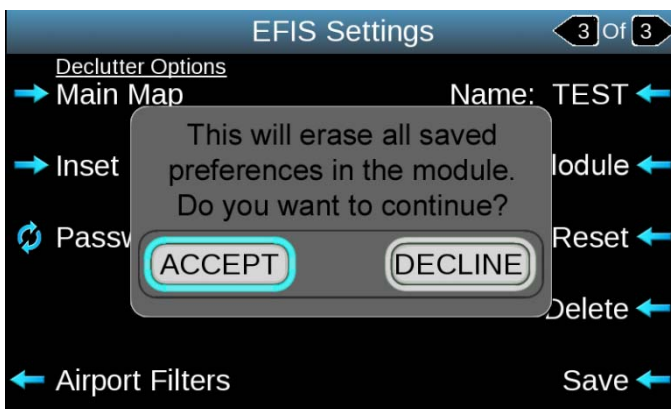 EFIS Settings
3 Of 3
Declutter Options
Main Map
Name: TEST
This will erase all saved
preferences in the module.
Do you want to continue?
Inset
Reset
ACCEPT
DECLINE
Delete
Airport Filters
Save